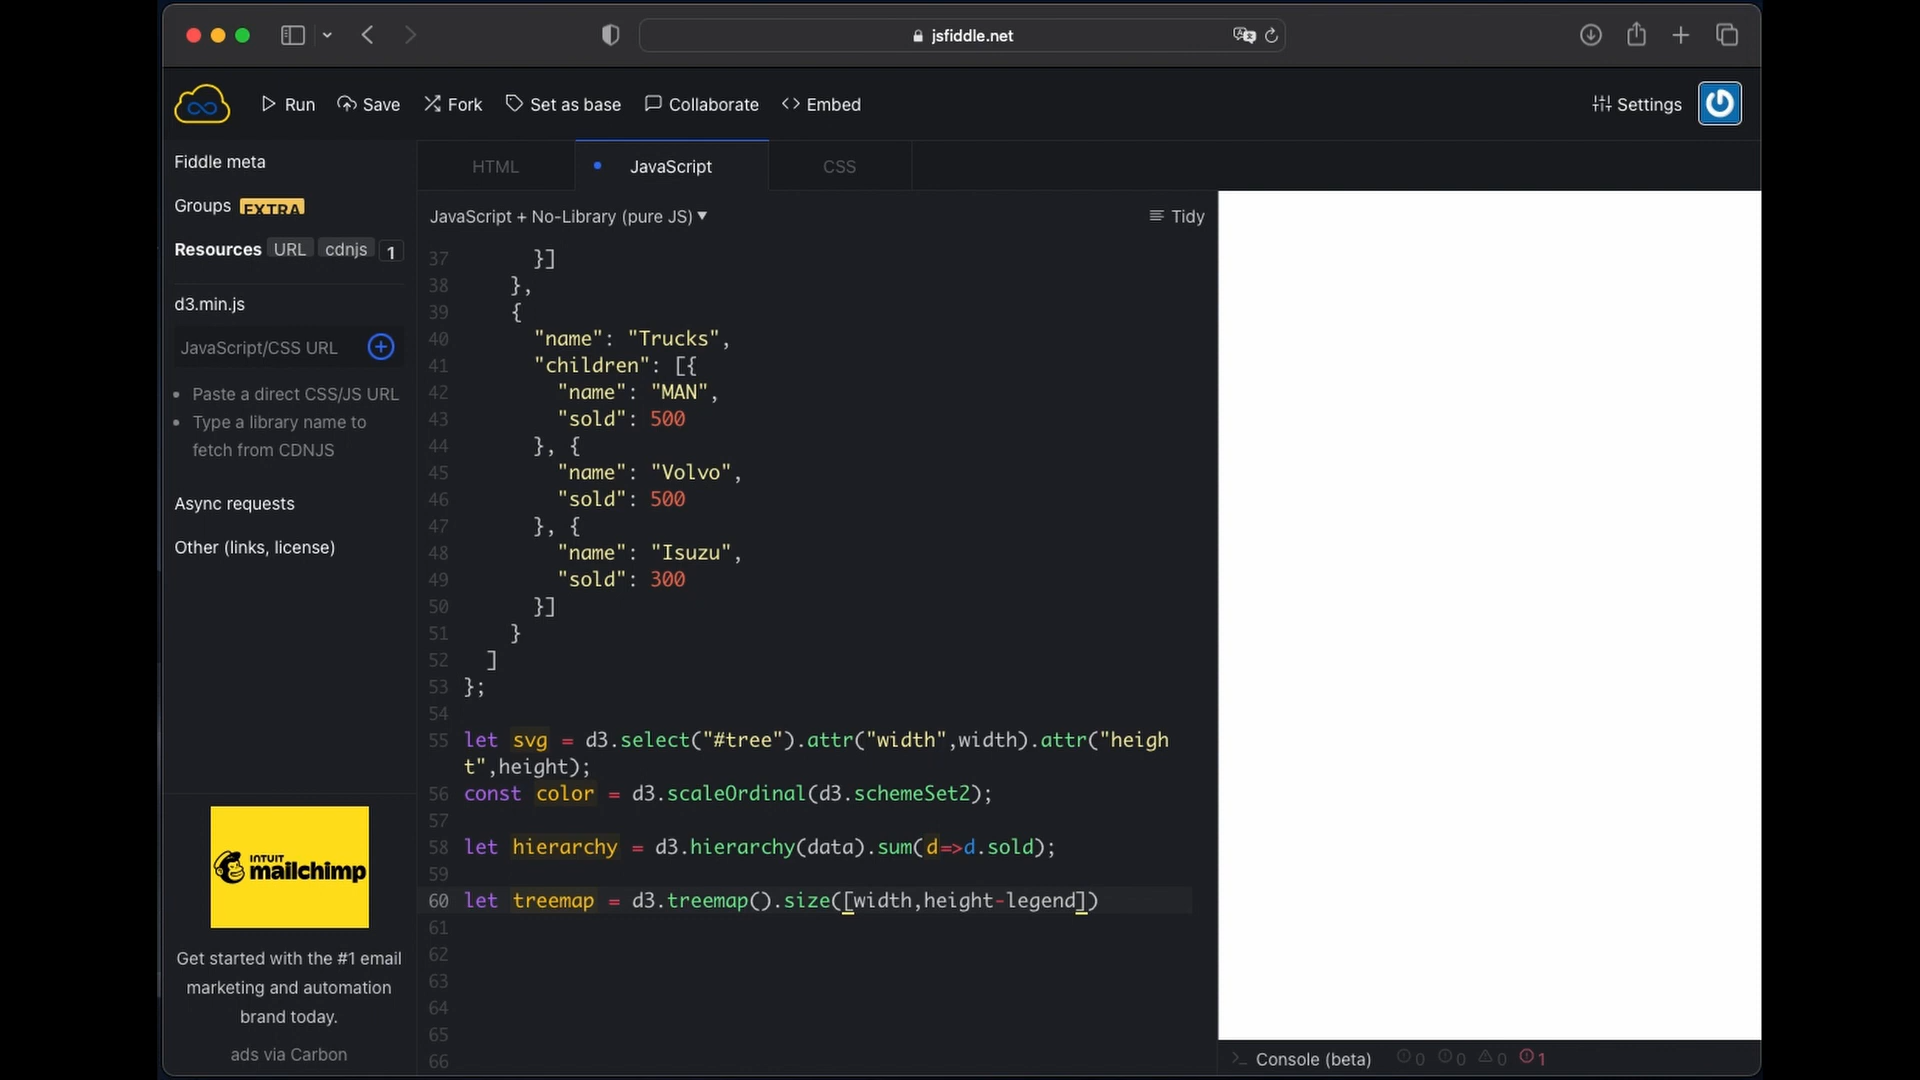 jsfiddle.net
Run Save Fork Set as base Collaborate Embed Settings
Fiddle meta
Groups EXTRA
Resources URL cdnjs 1
d3.min.js
JavaScript/CSS URL
• Paste a direct CSS/JS URL
• Type a library name to
fetch from CDNJS
Async requests
Other (links, license)
INTUIT
mailchimp
Get started with the #1 email
marketing and automation
brand today.
ads via Carbon
HTML JavaScript CSS
JavaScript + No-Library (pure JS) ▼ Tidy
37 }]
38 },
39 {
40 "name": "Trucks",
41 "children": [{
42 "name": "MAN",
43 "sold": 500
44 }, {
45 "name": "Volvo",
46 "sold": 500
47 }, {
48 "name": "Isuzu",
49 "sold": 300
50 }]
51 }
52 ]
53 };
54
55 let svg = d3.select("#tree").attr("width",width).attr("heigh
t",height);
56 const color = d3.scaleOrdinal(d3.schemeSet2);
57
58 let hierarchy = d3.hierarchy(data).sum(d=>d.sold);
59
60 let treemap = d3.treemap().size([width,height-legend])
61
62
63
64
65
66
>_ Console (beta) 0 0 0 1